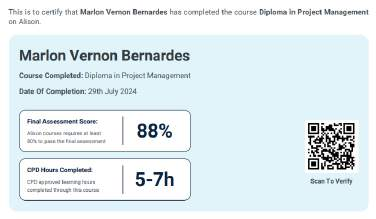 This is to certify that Marlon Vernon Bernardes has completed the course Diploma in Project Management
on Alison.
Marlon Vernon Bernardes
Course Completed: Diploma in Project Management
Date Of Completion: 29th July 2024
Final Assessment Score:
Alison courses requires at least
80% to pass the final assessment
88%
CPD Hours Completed:
CPD approved learning hours
completed through this course
5-7h
Scan To Verify